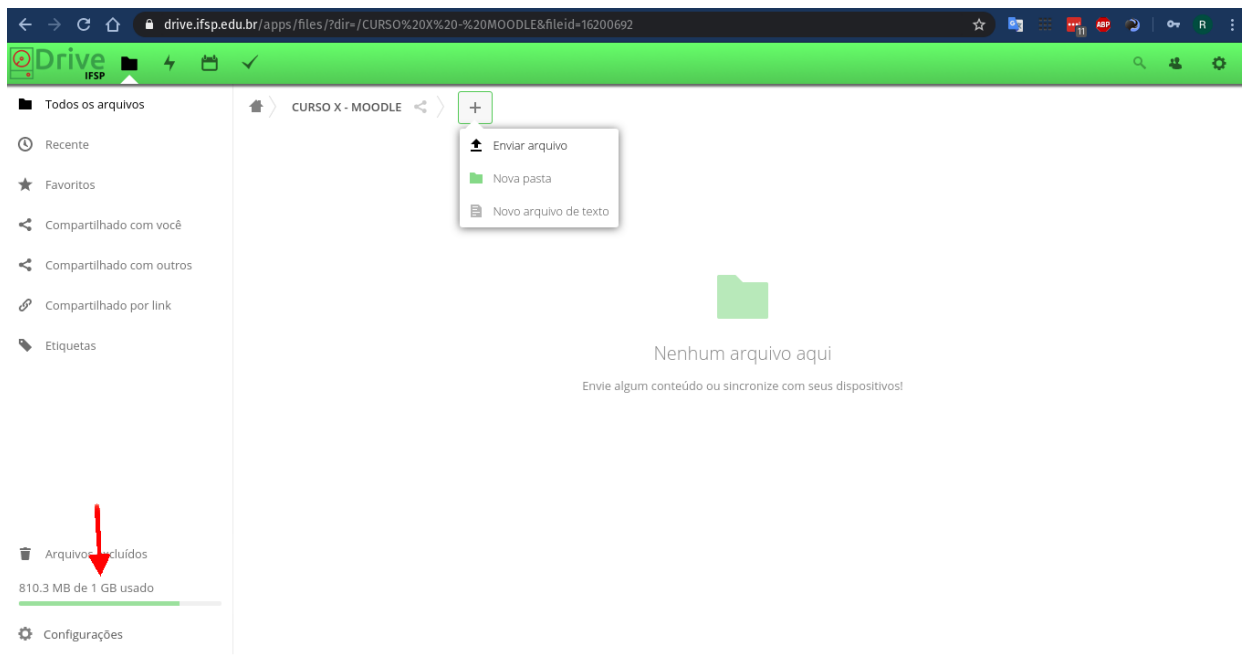 drive.ifsp.edu.br/apps/files/?dir=/CURSO%20X%20-%20MOODLE&fileid=16200692
11
ABP
R
Drive
IFSP
Todos os arquivos
CURSO X - MOODLE
+
Recente
Enviar arquivo
Nova pasta
Favoritos
Novo arquivo de texto
Compartilhado com você
Compartilhado com outros
Compartilhado por link
Etiquetas
Nenhum arquivo aqui
Envie algum conteúdo ou sincronize com seus dispositivos!
Arquivos excluídos
810.3 MB de 1 GB usado
Configurações